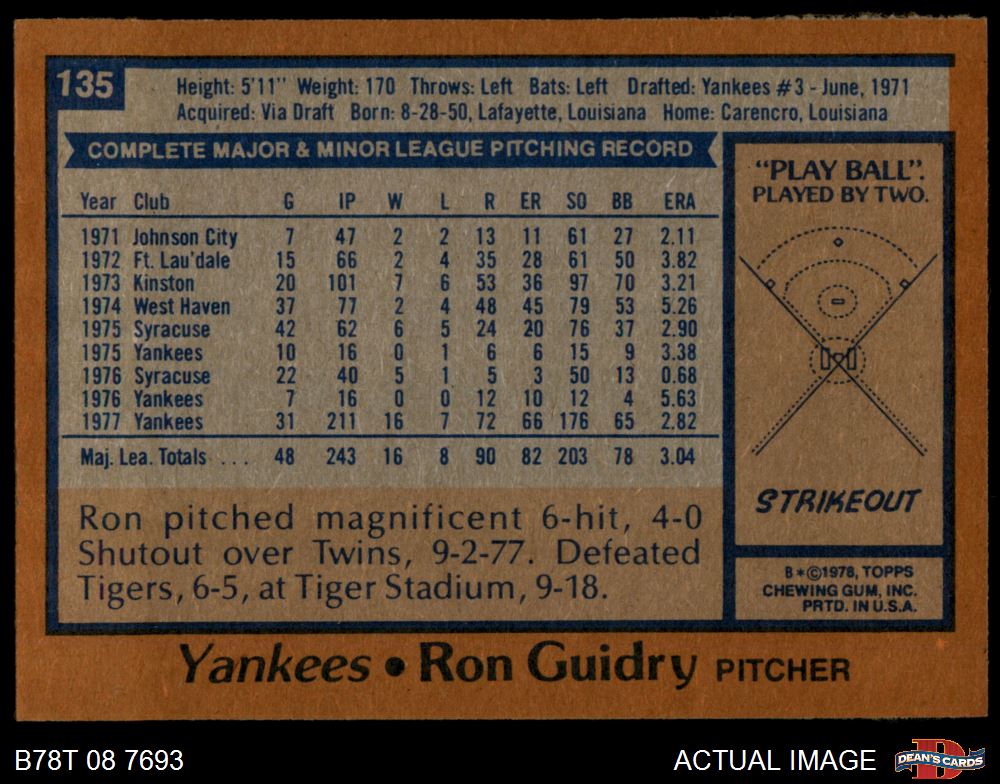 135
Height: 5'11" Weight: 170 Throws: Left Bats: Left Drafted: Yankees #3 - June, 1971
Acquired: Via Draft Born: 8-28-50, Lafayette, Louisiana Home: Carencro, Louisiana
COMPLETE MAJOR & MINOR LEAGUE PITCHING RECORD
Year Club G IP W L R ER SO BB ERA
1971 Johnson City 7 47 2 2 13 11 61 27 2.11
1972 Ft. Lau'dale 15 66 2 4 35 28 61 50 3.82
1973 Kinston 20 101 7 6 53 36 97 70 3.21
1974 West Haven 37 77 2 4 48 45 79 53 5.26
1975 Syracuse 42 62 6 5 24 20 76 37 2.90
1975 Yankees 10 16 0 1 6 6 15 9 3.38
1976 Syracuse 22 40 5 1 5 3 50 13 0.68
1976 Yankees 7 16 0 0 12 10 12 4 5.63
1977 Yankees 31 211 16 7 72 66 176 65 2.82
Maj. Lea. Totals ... 48 243 16 8 90 82 203 78 3.04
Ron pitched magnificent 6-hit, 4-0
Shutout over Twins, 9-2-77. Defeated
Tigers, 6-5, at Tiger Stadium, 9-18.
"PLAY BALL".
PLAYED BY TWO.
STRIKEOUT
B*©1978, TOPPS
CHEWING GUM, INC.
PRTD. IN U.S.A.
Yankees • Ron Guidry PITCHER
B78T 08 7693
ACTUAL IMAGE
DEAN'S CARDS